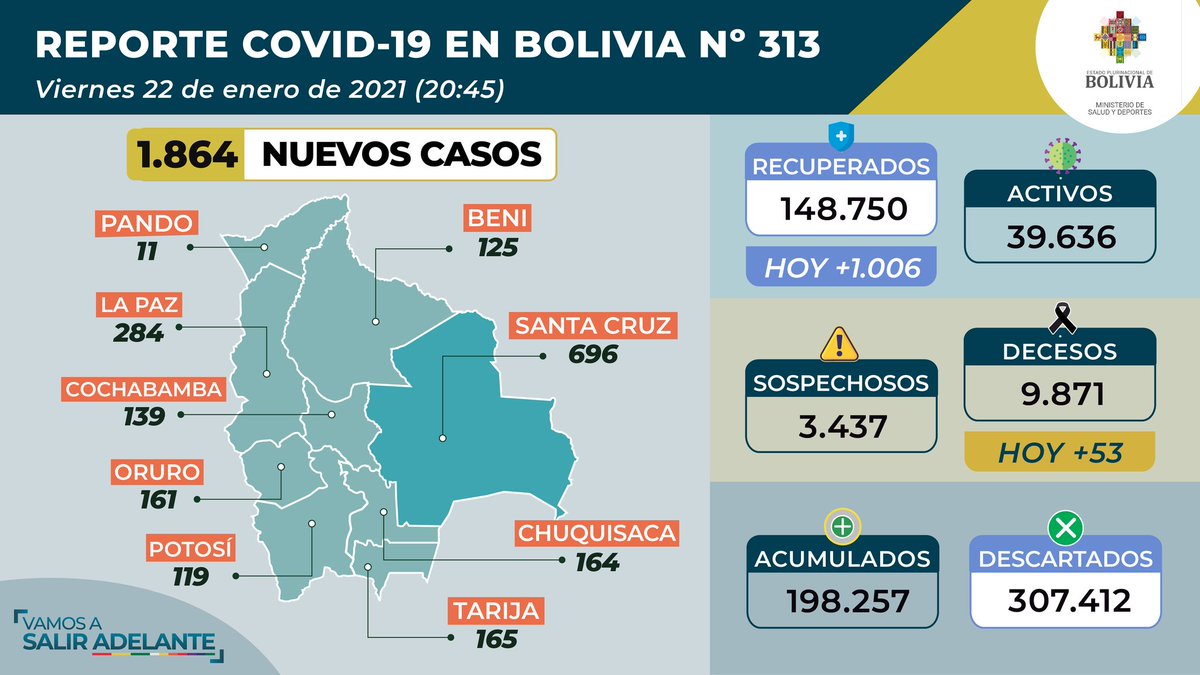 REPORTE COVID-19 EN BOLIVIA Nº 313
Viernes 22 de enero de 2021 (20:45)
ESTADO PLURINACIONAL DE
BOLIVIA
MINISTERIO DE
SALUD Y DEPORTES
1.864 NUEVOS CASOS
PANDO
11
BENI
125
LA PAZ
284
SANTA CRUZ
696
COCHABAMBA
139
ORURO
161
CHUQUISACA
164
POTOSÍ
119
TARIJA
165
VAMOS A
SALIR ADELANTE
RECUPERADOS
148.750
HOY +1.006
ACTIVOS
39.636
SOSPECHOSOS
3.437
DECESOS
9.871
HOY +53
ACUMULADOS
198.257
DESCARTADOS
307.412